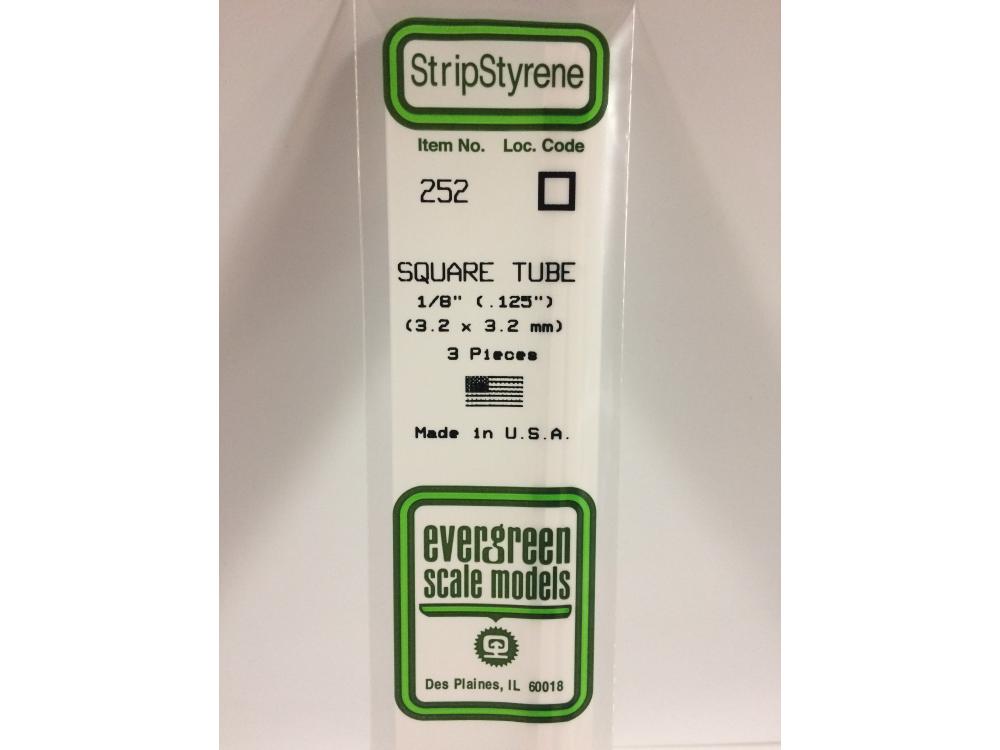 StripStyrene
Item No. Loc. Code
252
SQUARE TUBE
1/8" (.125")
(3.2 x 3.2 mm)
3 Pieces
Made in U.S.A.
evergreen
scale models
Des Plaines, IL 60018